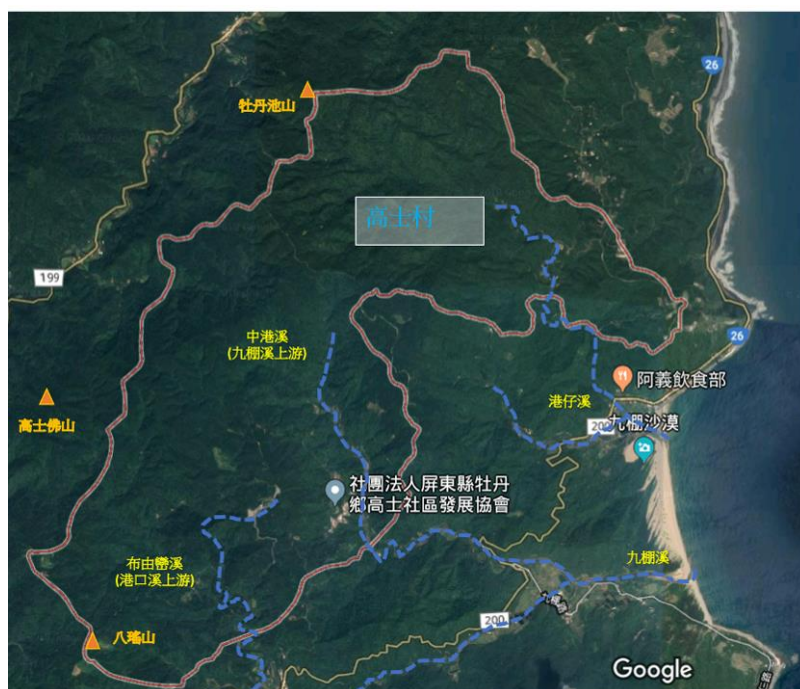 26
牡丹池山
高士村
199
中港溪
(九棚溪上游)
26
阿義飲食部
高士佛山
港仔溪
200
九棚沙漠
社團法人屏東縣牡丹
鄉高士社區發展協會
布由巒溪
(港口溪上游)
九棚溪
200
八瑤山
Google